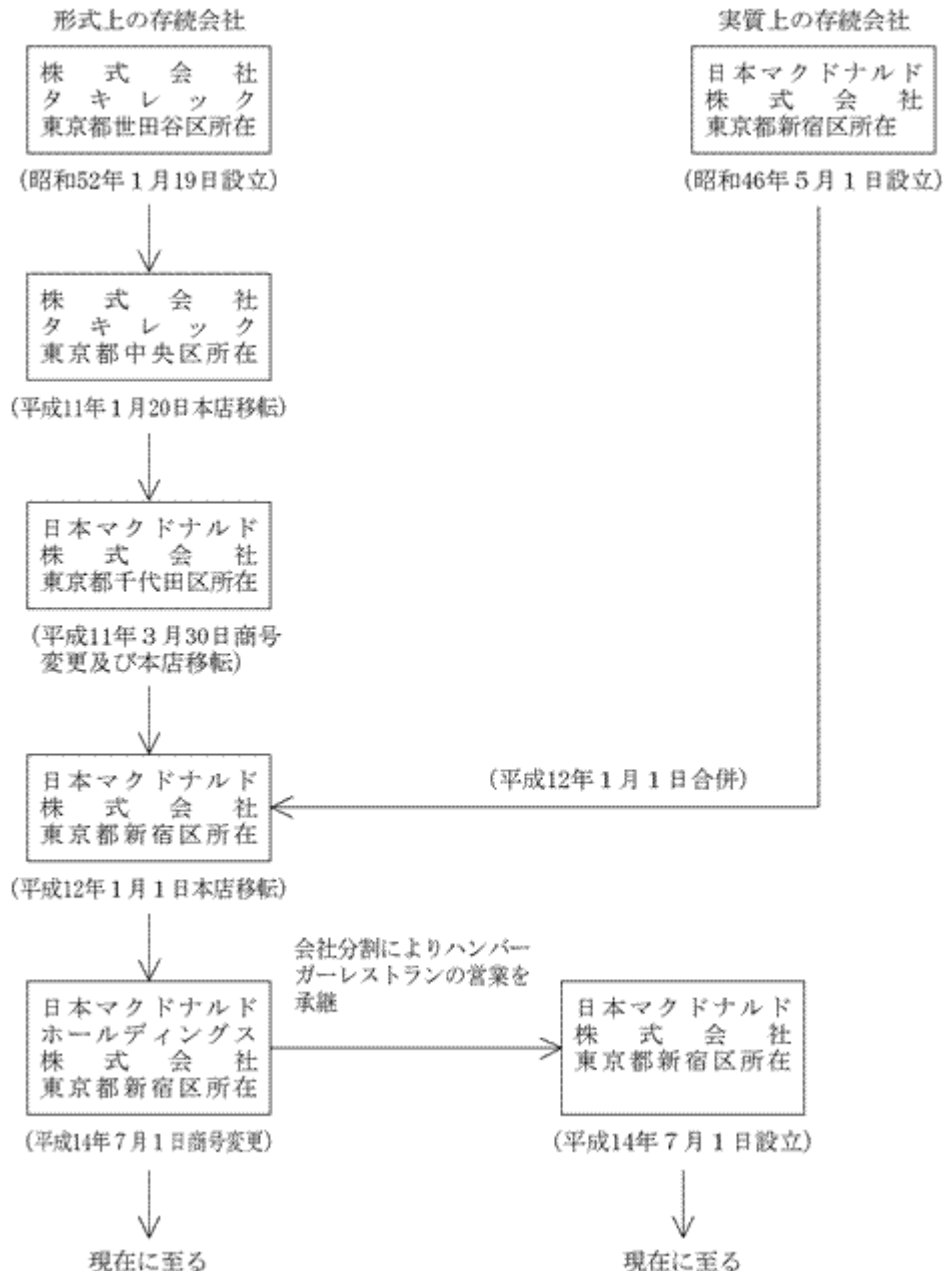 形式上の存続会社
実質上の存続会社
株式会社
タキレック
東京都世田谷区所在
日本マクドナルド
株式会社
東京都新宿区所在
(昭和52年1月19日設立)
(昭和46年5月1日設立)
株式会社
タキレック
東京都中央区所在
(平成11年1月20日本店移転)
日本マクドナルド
株式会社
東京都千代田区所在
(平成11年3月30日商号
変更及び本店移転)
日本マクドナルド
株式会社
東京都新宿区所在
(平成12年1月1日合併)
(平成12年1月1日本店移転)
会社分割によりハンバー
ガーレストランの営業を
承継
日本マクドナルド
ホールディングス
株式会社
東京都新宿区所在
日本マクドナルド
株式会社
東京都新宿区所在
(平成14年7月1日商号変更)
(平成14年7月1日設立)
現在に至る
現在に至る